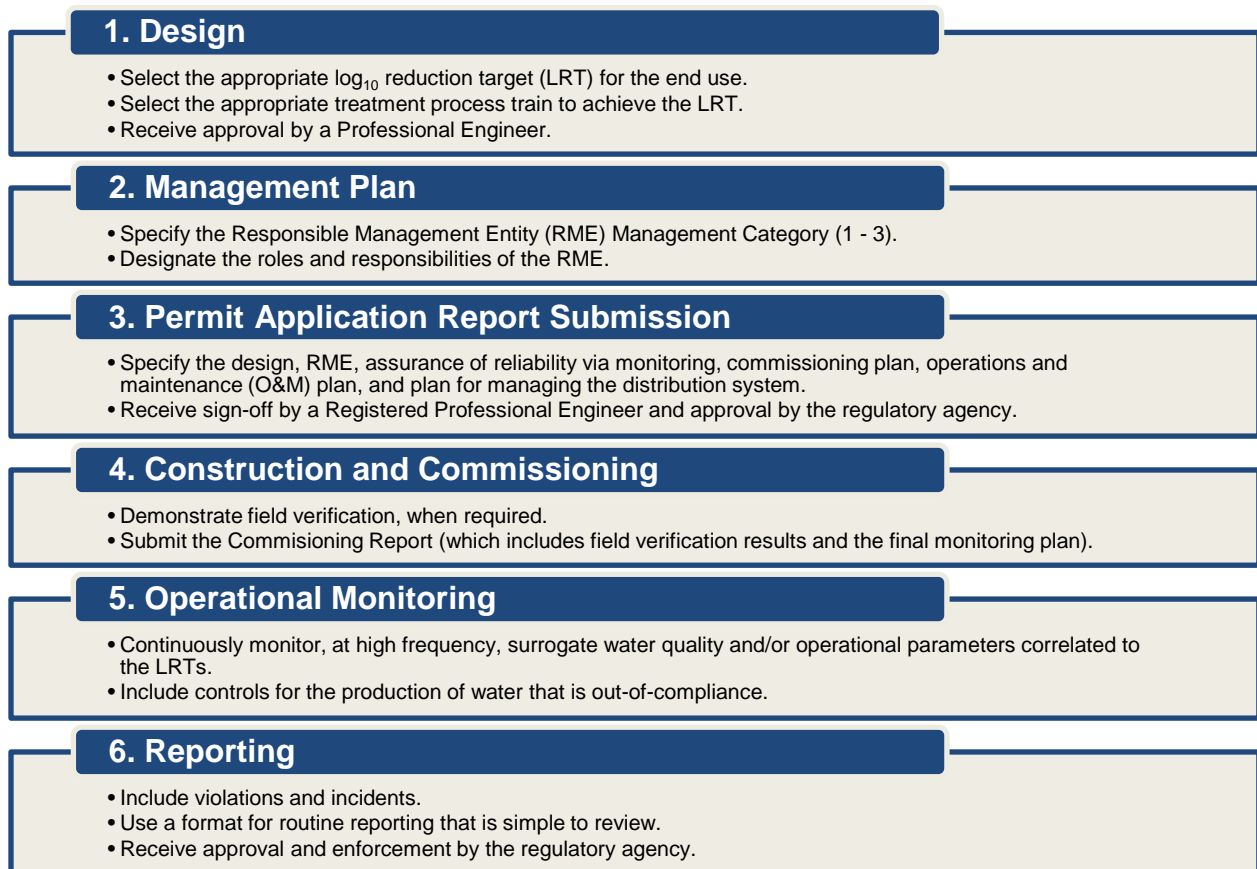 1. Design
• Select the appropriate log₁₀ reduction target (LRT) for the end use.
• Select the appropriate treatment process train to achieve the LRT.
• Receive approval by a Professional Engineer.
2. Management Plan
• Specify the Responsible Management Entity (RME) Management Category (1 - 3).
• Designate the roles and responsibilities of the RME.
3. Permit Application Report Submission
• Specify the design, RME, assurance of reliability via monitoring, commissioning plan, operations and
maintenance (O&M) plan, and plan for managing the distribution system.
• Receive sign-off by a Registered Professional Engineer and approval by the regulatory agency.
4. Construction and Commissioning
• Demonstrate field verification, when required.
• Submit the Commisioning Report (which includes field verification results and the final monitoring plan).
5. Operational Monitoring
• Continuously monitor, at high frequency, surrogate water quality and/or operational parameters correlated to
the LRTs.
• Include controls for the production of water that is out-of-compliance.
6. Reporting
• Include violations and incidents.
• Use a format for routine reporting that is simple to review.
• Receive approval and enforcement by the regulatory agency.